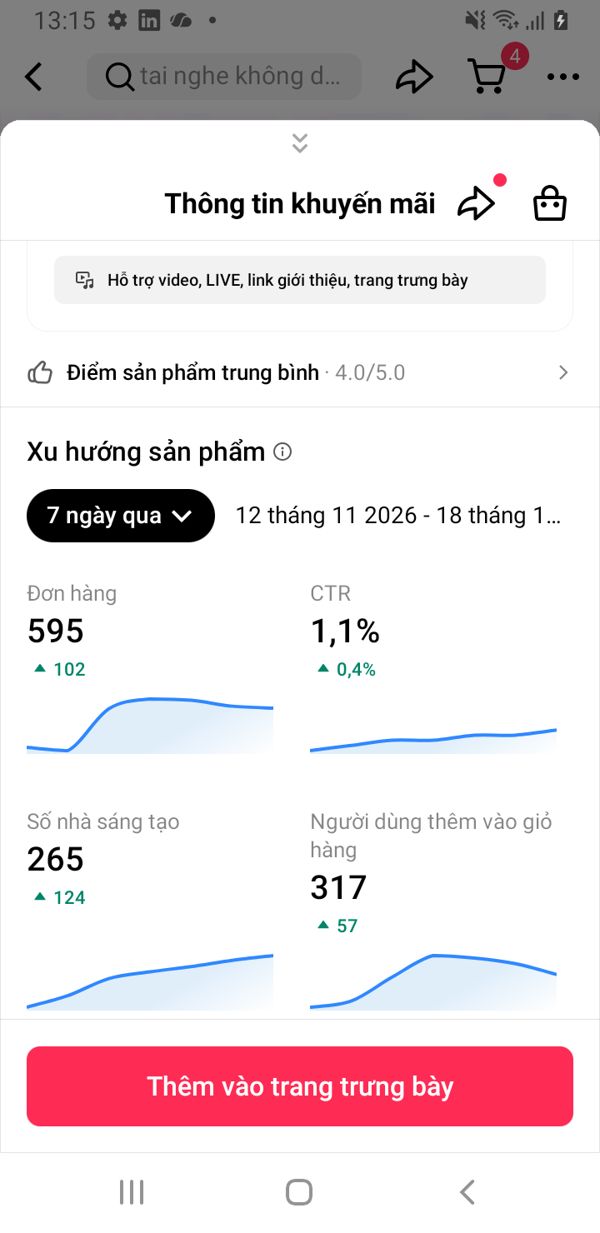 13:15
tai nghe không d...
4
Thông tin khuyến mãi
Hỗ trợ video, LIVE, link giới thiệu, trang trưng bày
Điểm sản phẩm trung bình · 4.0/5.0
Xu hướng sản phẩm
7 ngày qua
12 tháng 11 2026 - 18 tháng 1...
Đơn hàng
595
102
CTR
1,1%
0,4%
Số nhà sáng tạo
265
124
Người dùng thêm vào giỏ
hàng
317
57
Thêm vào trang trưng bày